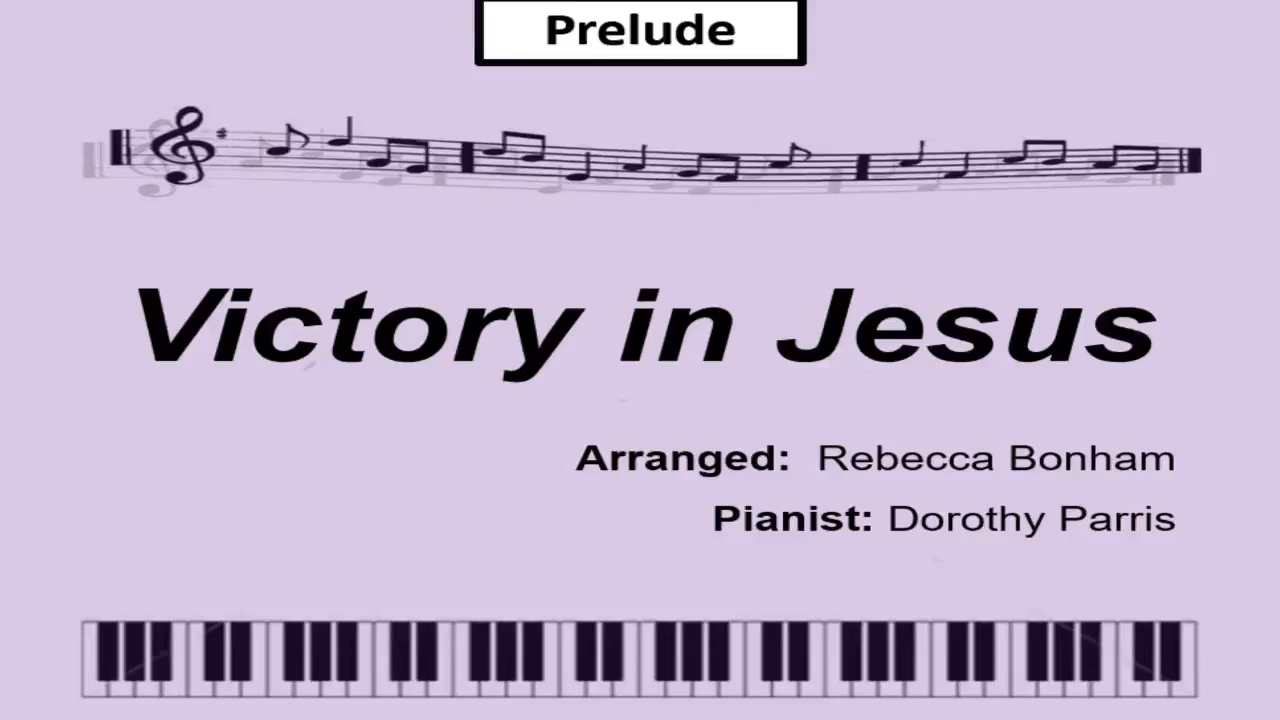 Prelude
Victory in Jesus
Arranged: Rebecca Bonham
Pianist: Dorothy Parris